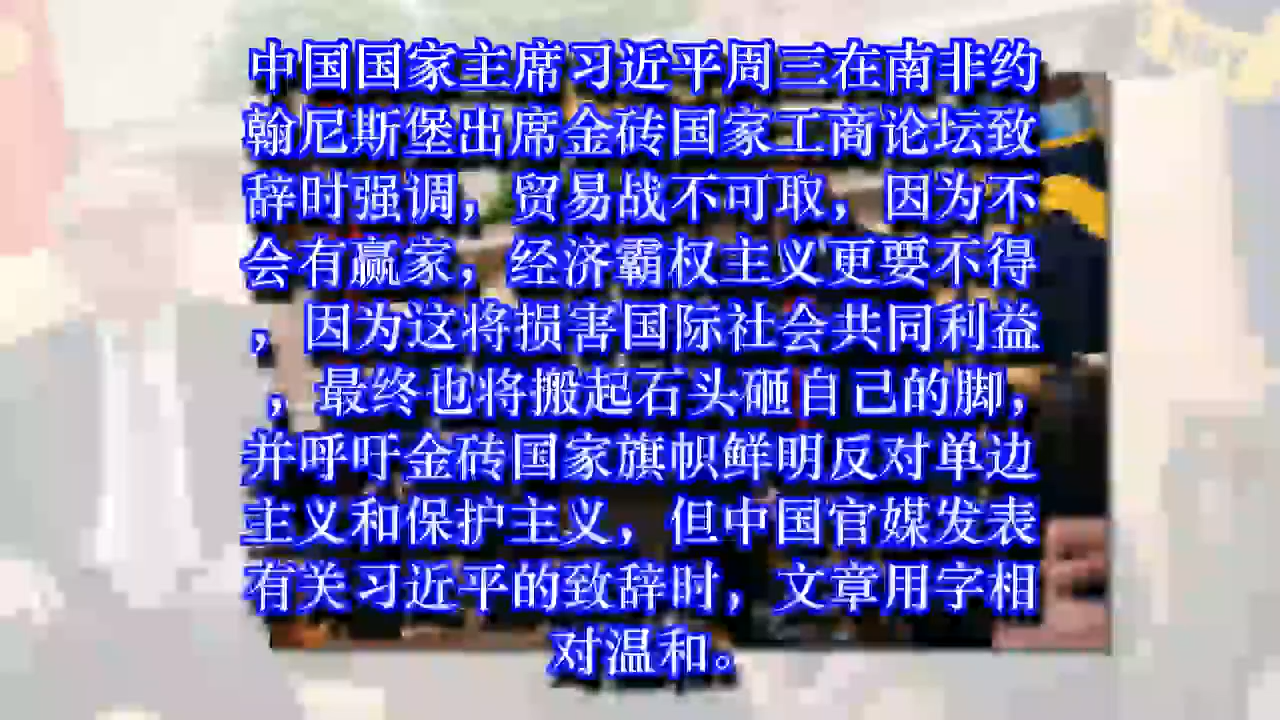 中国国家主席习近平周三在南非约
翰尼斯堡出席金砖国家工商论坛致
辞时强调，贸易战不可取，因为不
会有赢家，经济霸权主义更要不得
，因为这将损害国际社会共同利益
，最终也将搬起石头砸自己的脚，
并呼吁金砖国家旗帜鲜明反对单边
主义和保护主义，但中国官媒发表
有关习近平的致辞时，文章用字相
对温和。